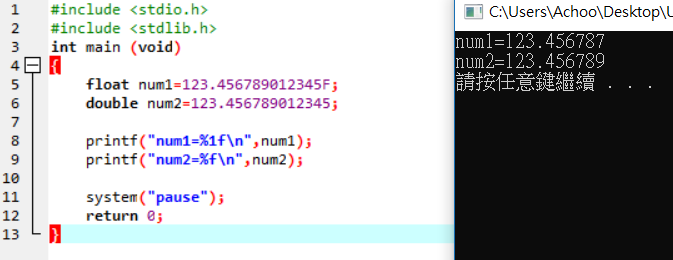 1 #include <stdio.h>
2 #include <stdlib.h>
3 int main (void)
4 {
5 float num1=123.456789012345F;
6 double num2=123.456789012345;
7
8 printf("num1=%1f\n",num1);
9 printf("num2=%f\n",num2);
10
11 system("pause");
12 return 0;
13 }
C:\Users\Achoo\Desktop\U
num1=123.456787
num2=123.456789
請按任意鍵繼續 . . .